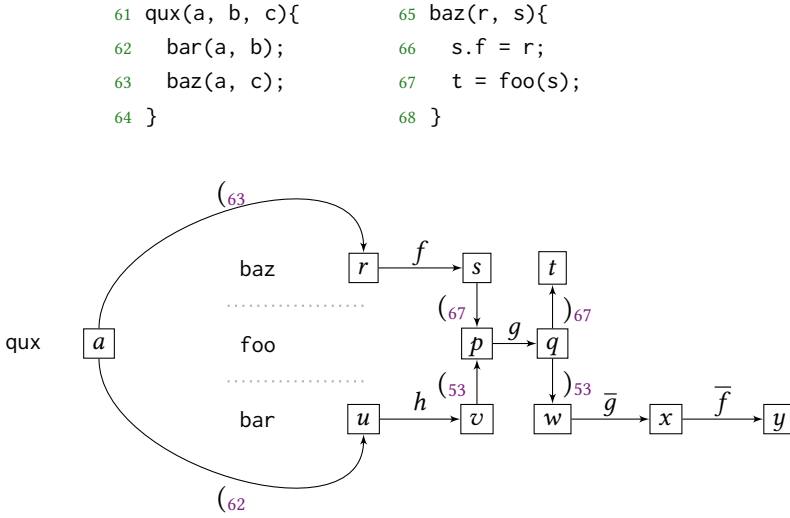 61 qux(a, b, c){
62 bar(a, b);
63 baz(a, c);
64 }
65 baz(r, s){
66 s.f = r;
67 t = foo(s);
68 }
(63
baz r f s t
(67 )67
qux a foo p g q
(53 )53
bar u h v w g̅ x f̅ y
(62